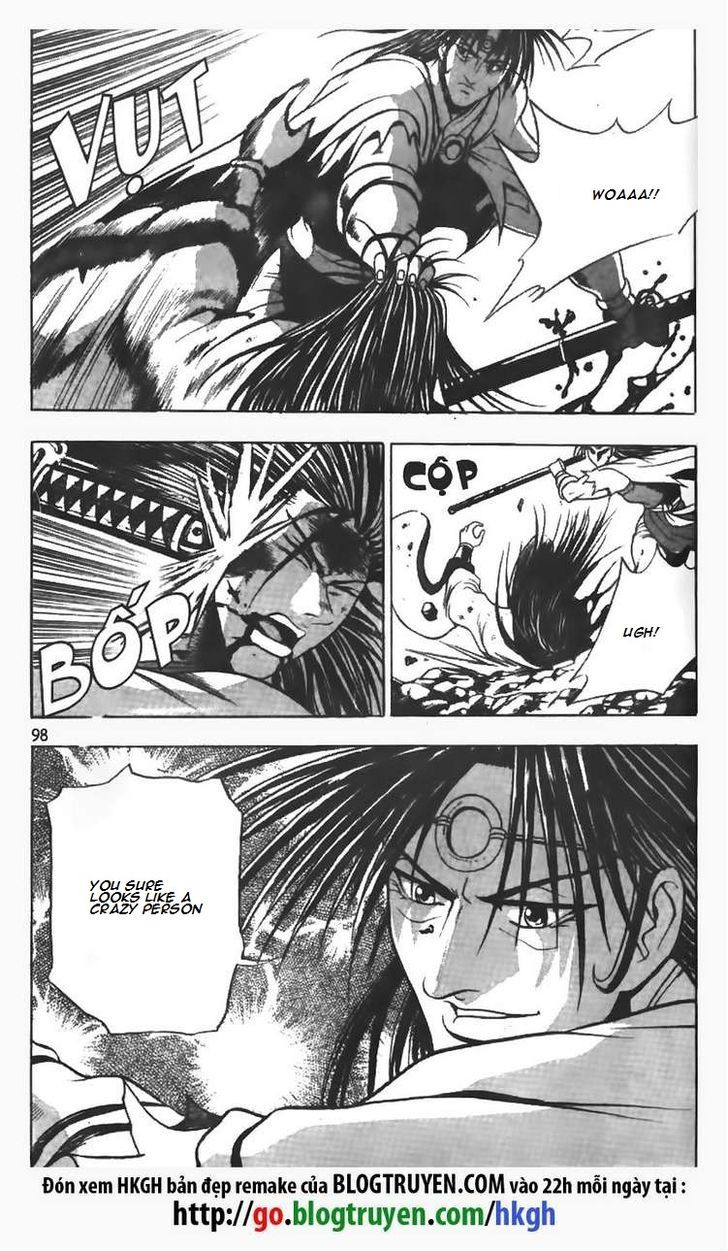 VỤT
WOAAA!!
BỐP
CỘP
UGH!
98
YOU SURE
LOOKS LIKE A
CRAZY PERSON
Đón xem HKGH bản đẹp remake của BLOGTRUYEN.COM vào 22h mỗi ngày tại :
http://go.blogtruyen.com/hkgh